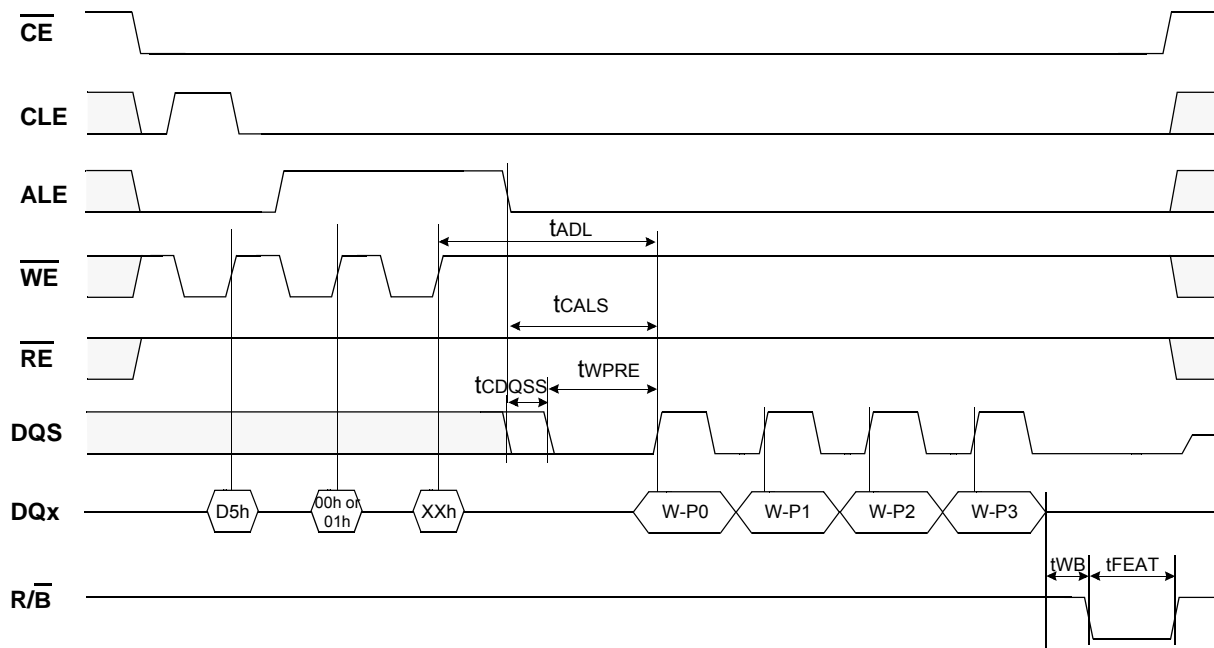 CE
CLE
ALE
tADL
WE
tCALS
RE
tWPRE
tCDQSS
DQS
D5h
00h or
01h
XXh
W-P0
W-P1
W-P2
W-P3
DQx
tWB
tFEAT
R/B